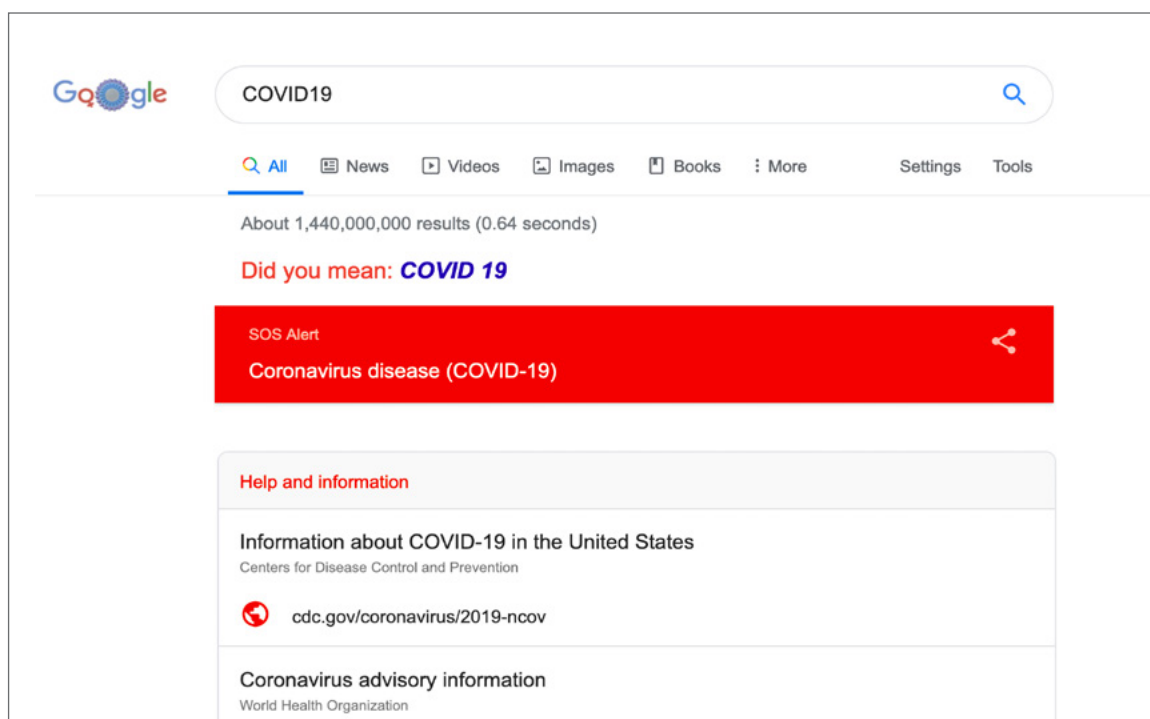 Google
COVID19
All News Videos Images Books More Settings Tools
About 1,440,000,000 results (0.64 seconds)
Did you mean: COVID 19
SOS Alert
Coronavirus disease (COVID-19)
Help and information
Information about COVID-19 in the United States
Centers for Disease Control and Prevention
cdc.gov/coronavirus/2019-ncov
Coronavirus advisory information
World Health Organization